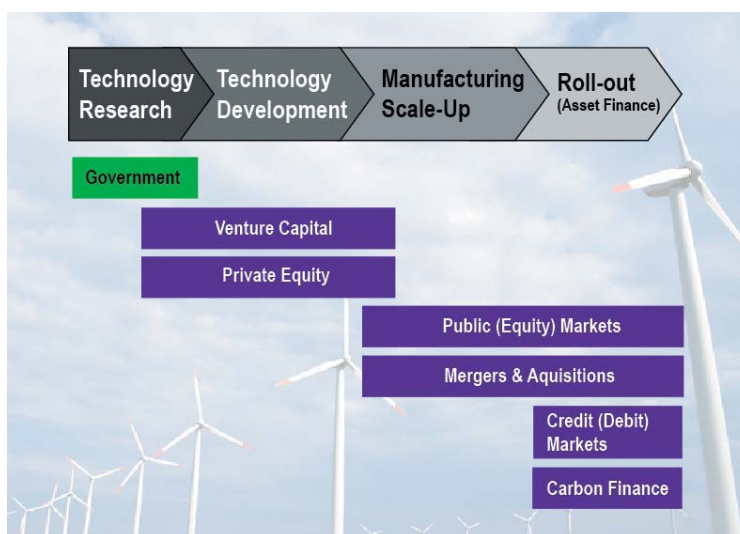 Technology
Research
Technology
Development
Manufacturing
Scale-Up
Roll-out
(Asset Finance)
Government
Venture Capital
Private Equity
Public (Equity) Markets
Mergers & Aquisitions
Credit (Debit)
Markets
Carbon Finance